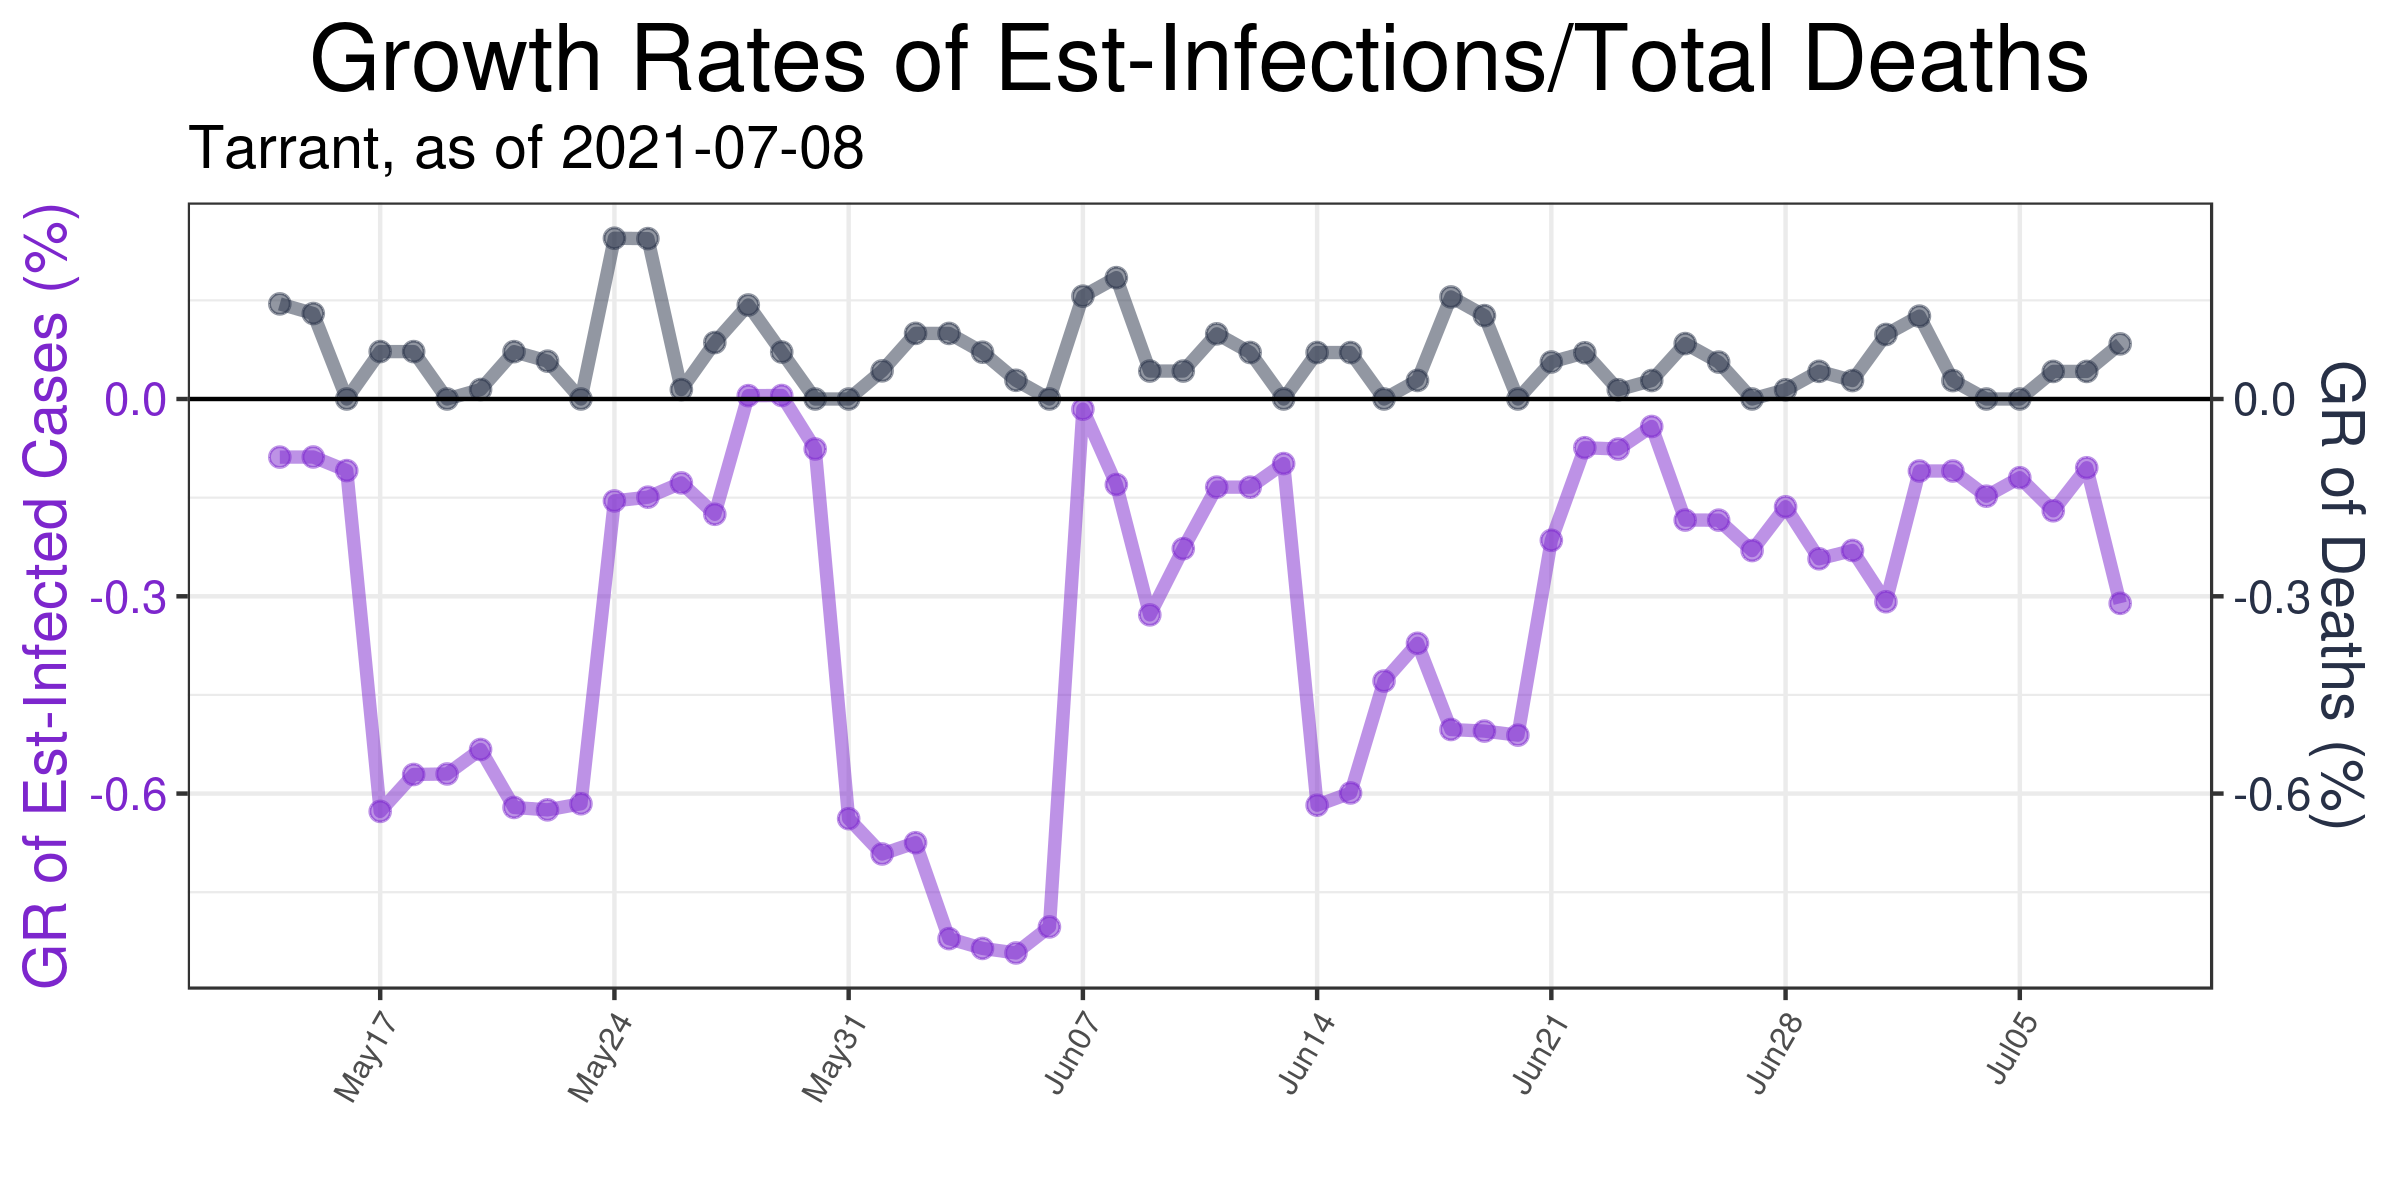 Growth Rates of Est-Infections/Total Deaths
Tarrant, as of 2021-07-08
GR of Est-Infected Cases (%)
0.0
-0.3
-0.6
0.0
-0.3
-0.6
GR of Deaths (%)
May17
May24
May31
Jun07
Jun14
Jun21
Jun28
Jul05